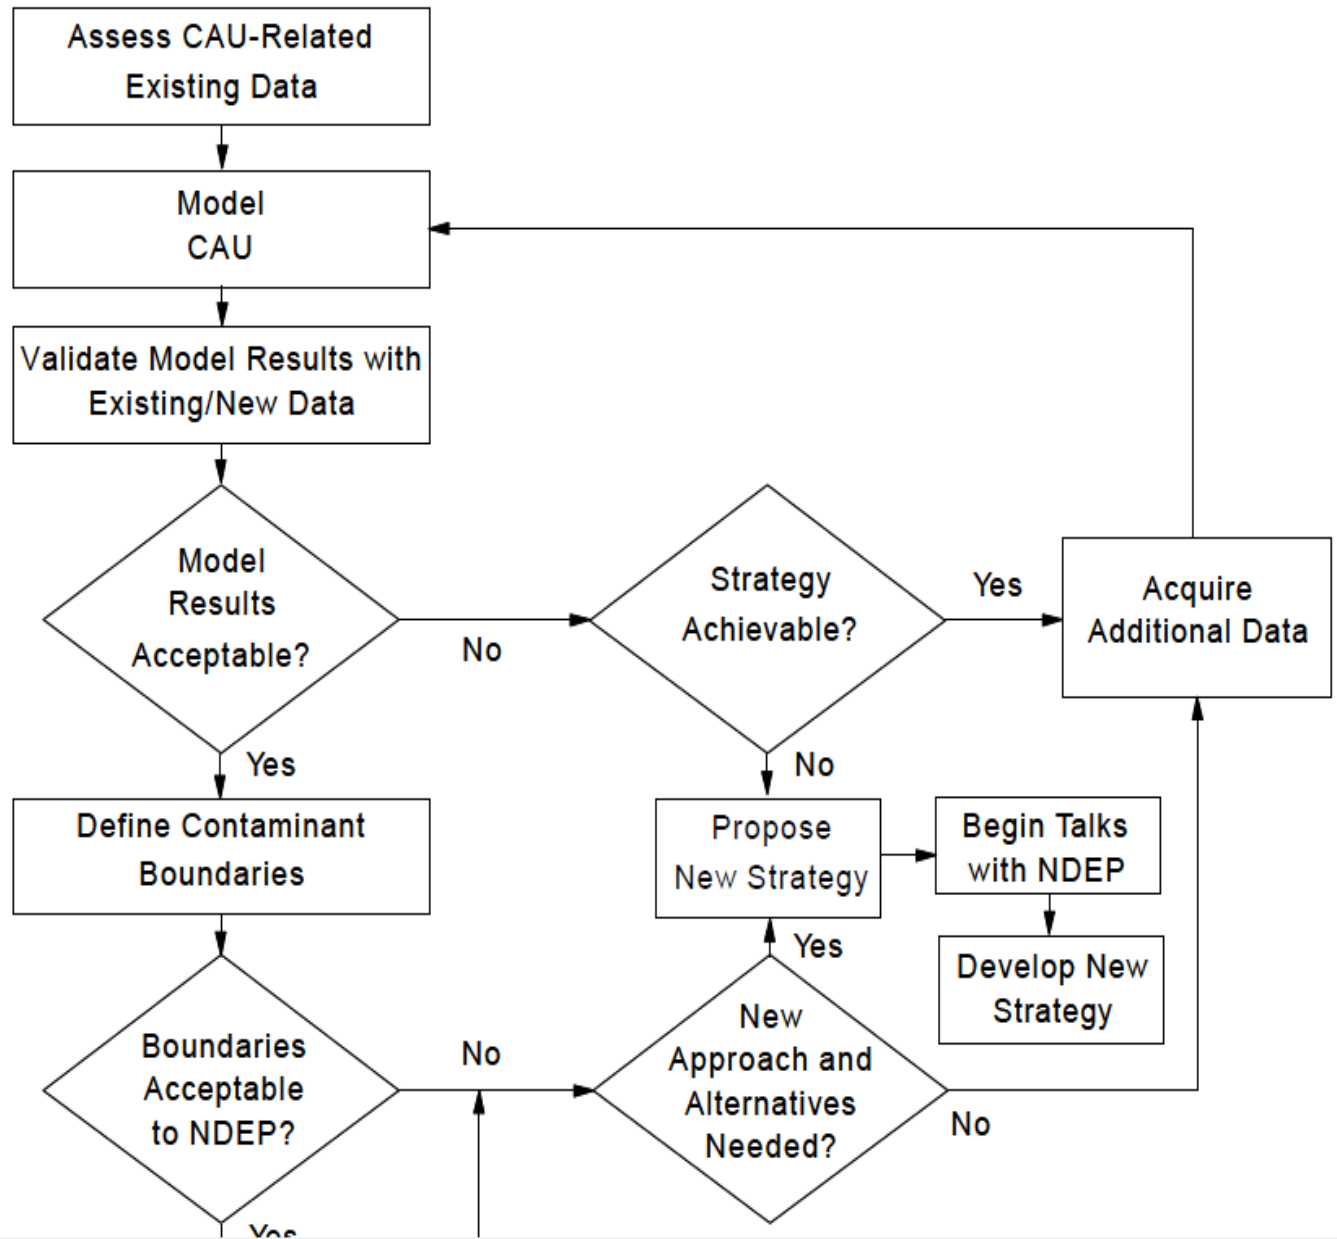 Assess CAU-Related
Existing Data
Model
CAU
Validate Model Results with
Existing/New Data
Model
Results
Acceptable?
No
Strategy
Achievable?
Yes
Acquire
Additional Data
Yes
No
Define Contaminant
Boundaries
Propose
New Strategy
Begin Talks
with NDEP
Yes
Develop New
Strategy
Boundaries
Acceptable
to NDEP?
No
New
Approach and
Alternatives
Needed?
No
Yes